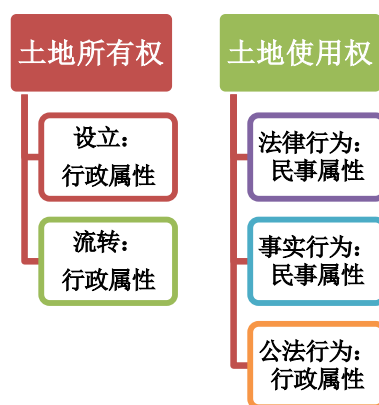 土地所有权
设立：
行政属性
流转：
行政属性
土地使用权
法律行为：
民事属性
事实行为：
民事属性
公法行为：
行政属性